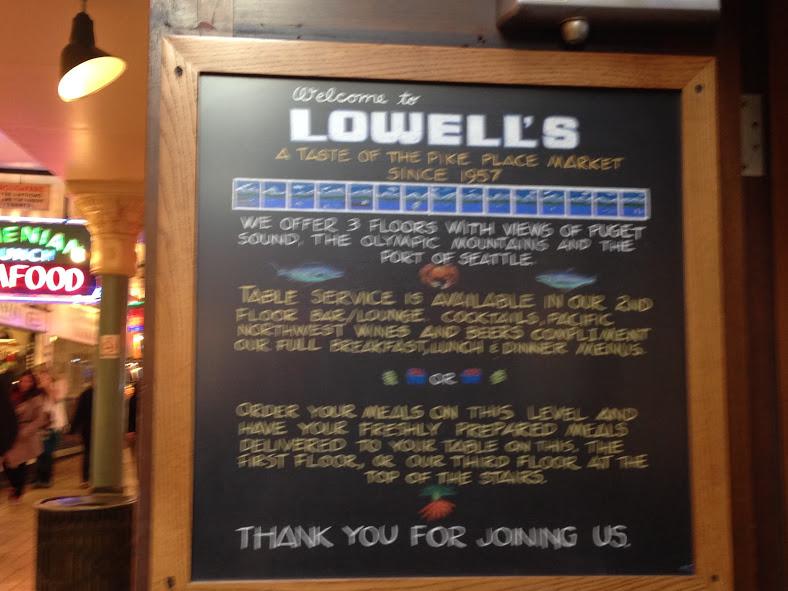 Welcome to
LOWELL'S
A TASTE OF THE PIKE PLACE MARKET
SINCE 1957
WE OFFER 3 FLOORS WITH VIEWS OF PUGET
SOUND, THE OLYMPIC MOUNTAINS AND THE
PORT OF SEATTLE.
TABLE SERVICE IS AVAILABLE IN OUR 2ND
FLOOR BAR/LOUNGE. COCKTAILS, PACIFIC
NORTHWEST WINES AND BEERS COMPLIMENT
OUR FULL BREAKFAST, LUNCH & DINNER MENUS.
OR
ORDER YOUR MEALS ON THIS LEVEL AND
HAVE YOUR FRESHLY PREPARED MEALS
DELIVERED TO YOUR TABLE ON THIS, THE
FIRST FLOOR, OR OUR THIRD FLOOR AT THE
TOP OF THE STAIRS.
THANK YOU FOR JOINING US.
ENIAN
UNCH
AFOOD